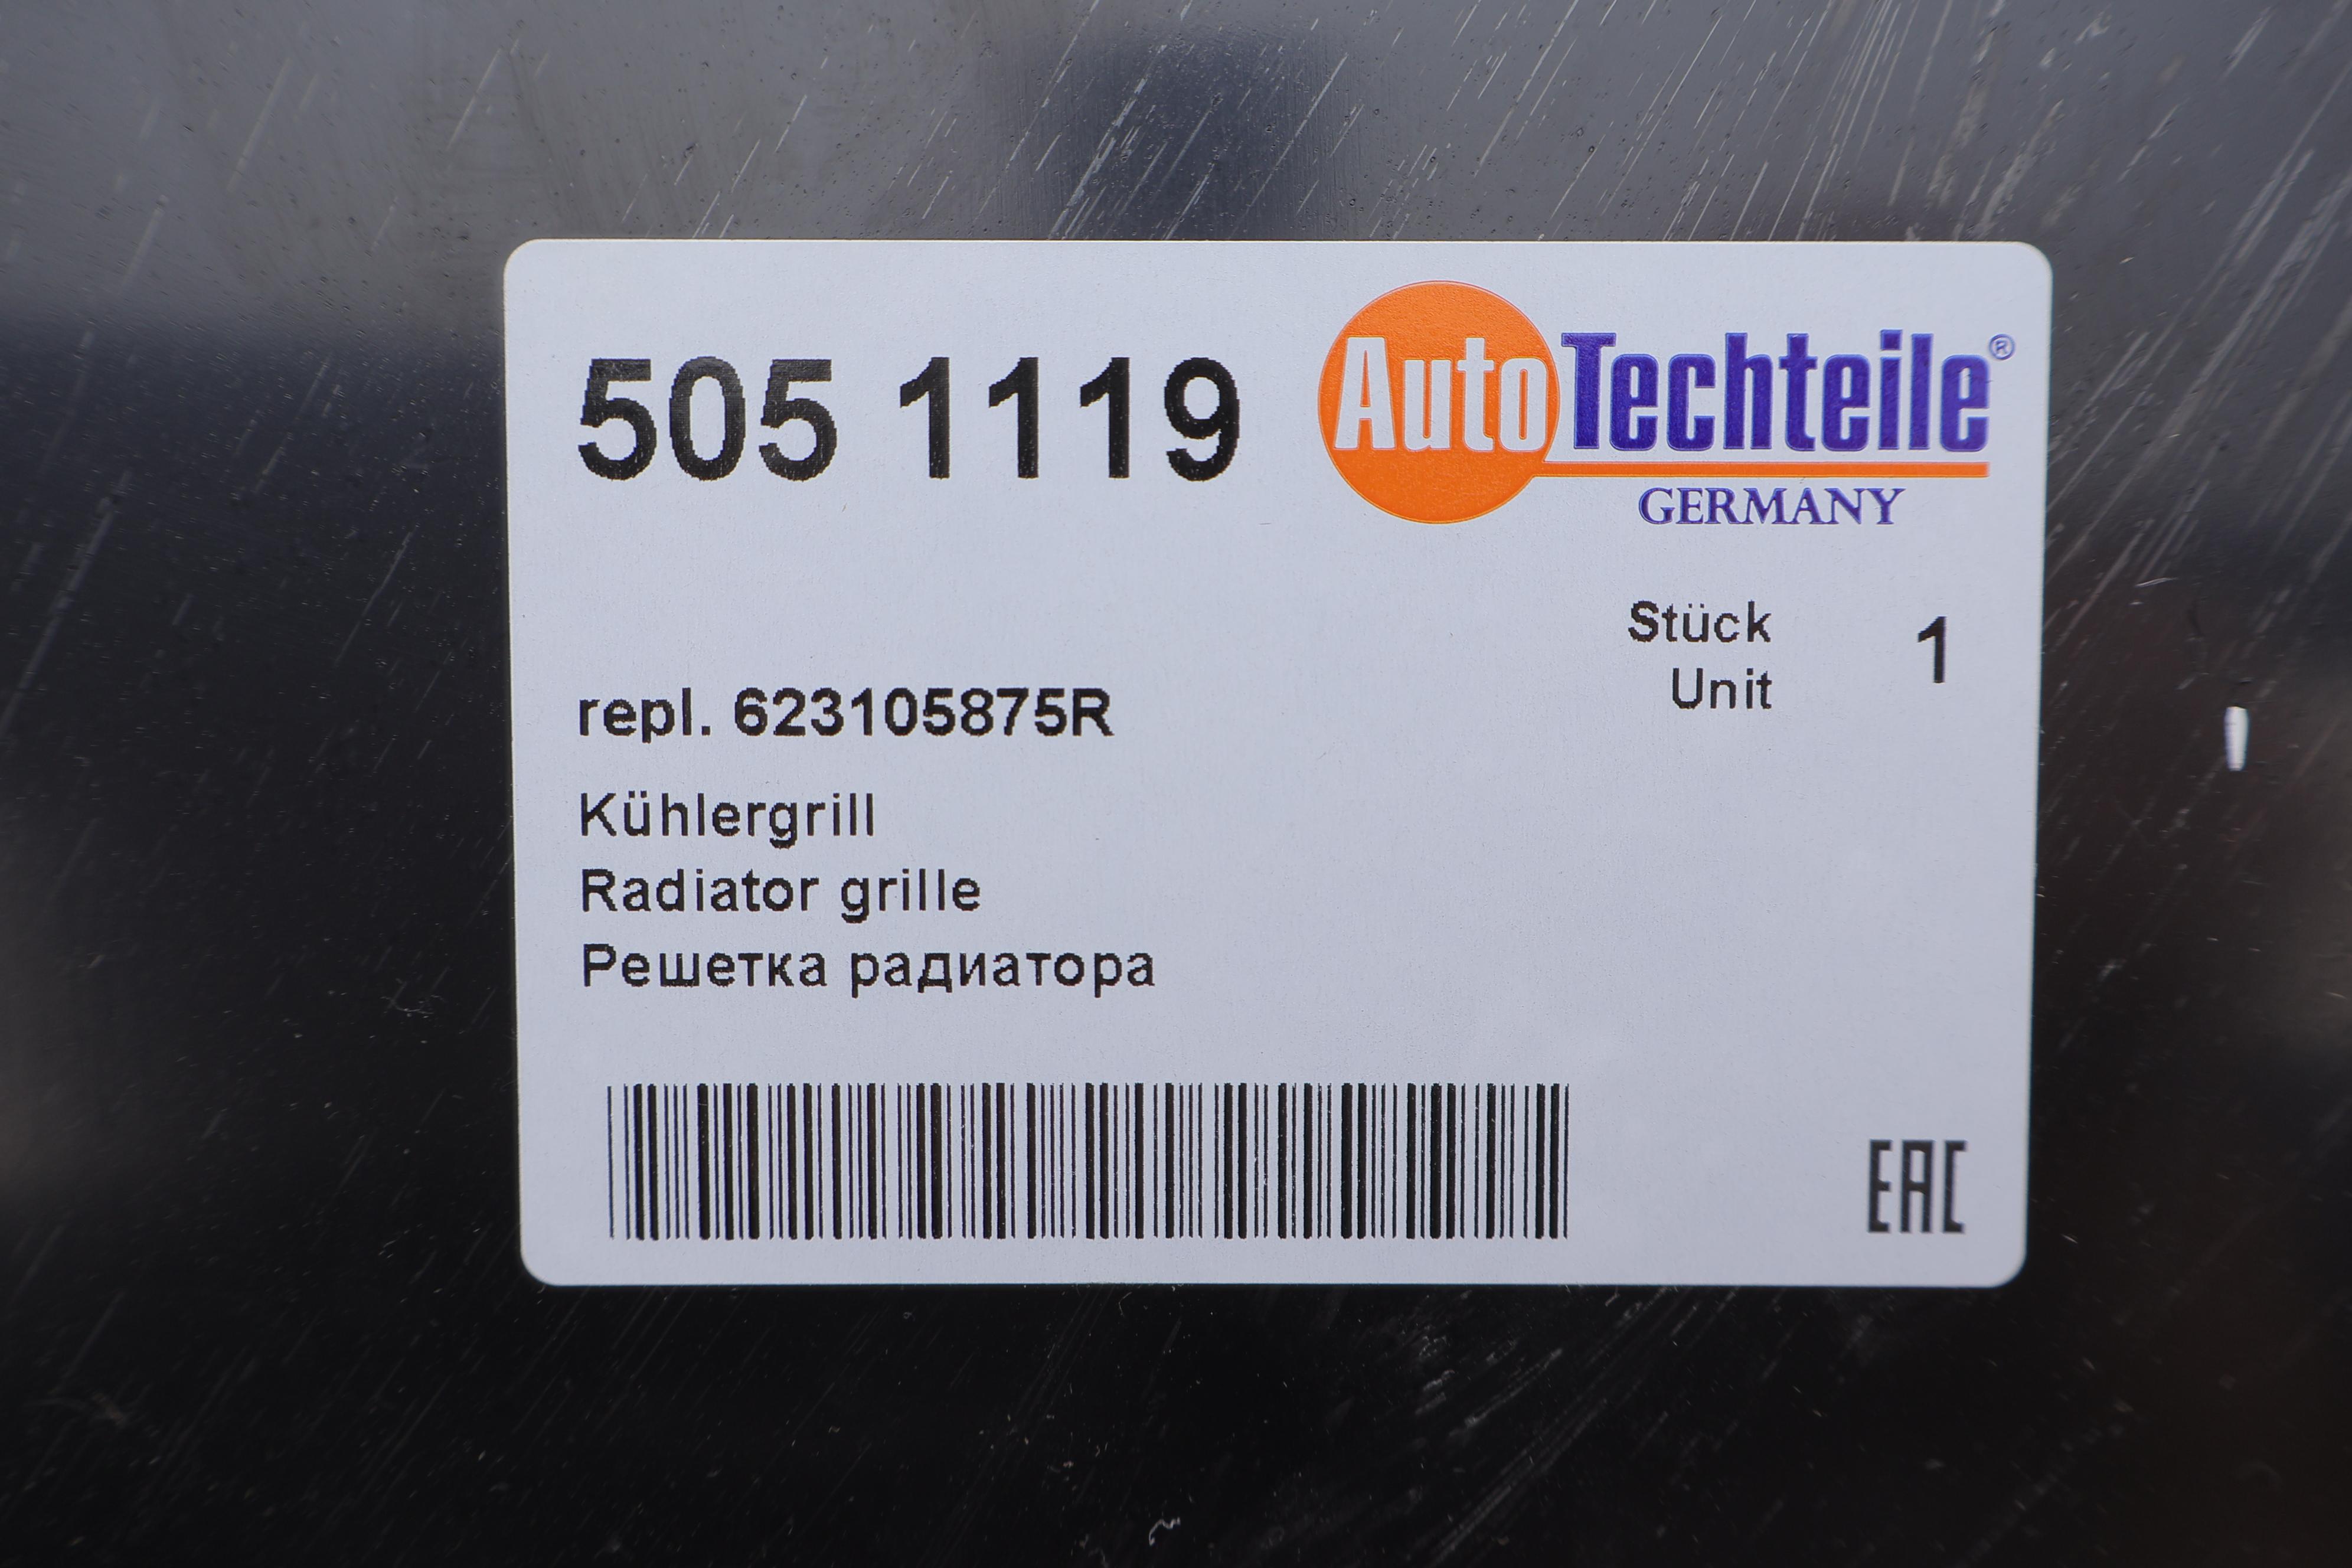 505 1119
AutoTechteile®
GERMANY
Stück 1
Unit
repl. 623105875R
Kühlergrill
Radiator grille
Решетка радиатора
EAC